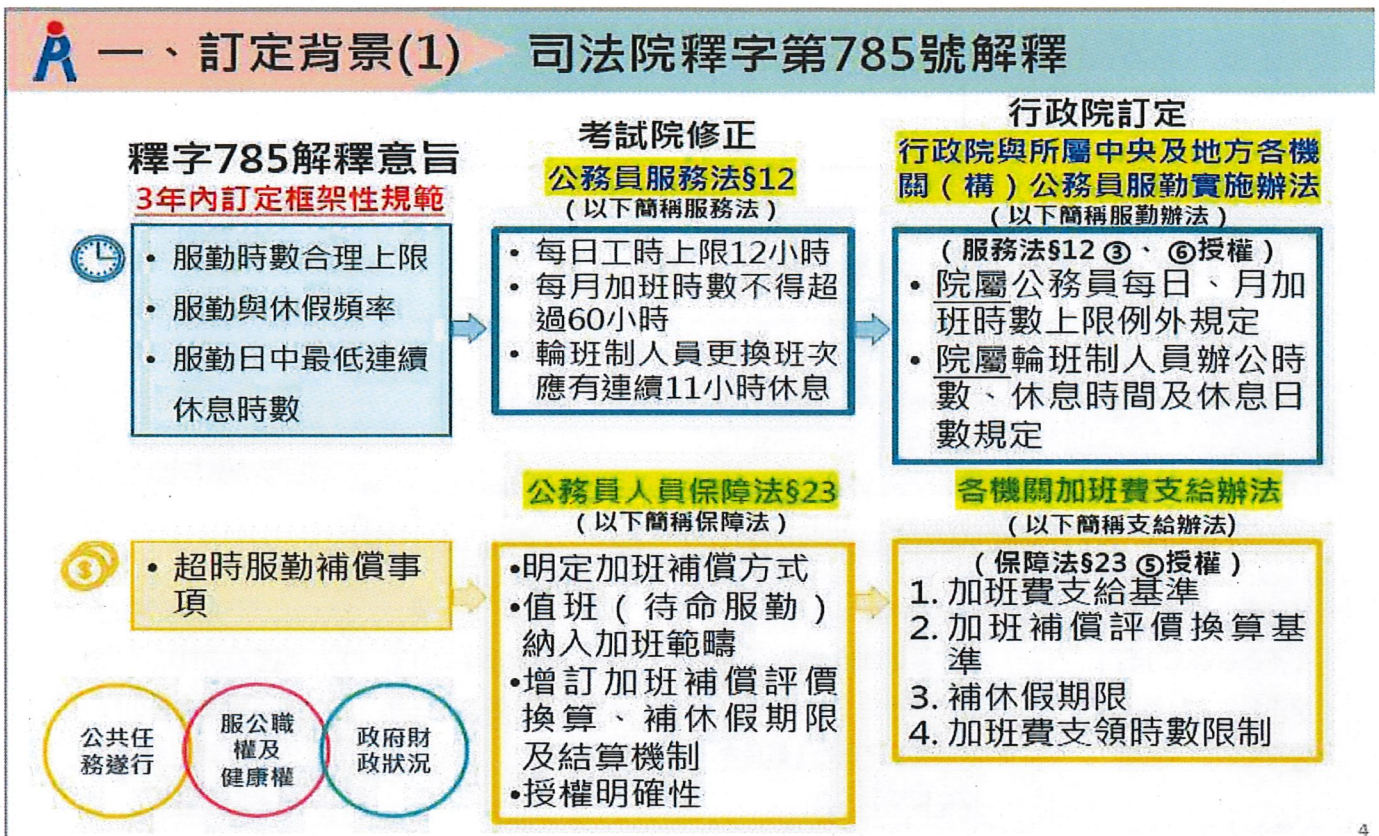 一、訂定背景(1)
司法院釋字第785號解釋
釋字785解釋意旨
3年內訂定框架性規範
• 服勤時數合理上限
• 服勤與休假頻率
• 服勤日中最低連續
休息時數
考試院修正
公務員服務法§12
(以下簡稱服務法)
• 每日工時上限12小時
• 每月加班時數不得超
過60小時
• 輪班制人員更換班次
應有連續11小時休息
行政院訂定
行政院與所屬中央及地方各機
關(構)公務員服勤實施辦法
(以下簡稱服勤辦法)
(服務法§12 ③、⑥授權)
• 院屬公務員每日、月加
班時數上限例外規定
• 院屬輪班制人員辦公時
數、休息時間及休息日
數規定
• 超時服勤補償事
項
公務員人員保障法§23
(以下簡稱保障法)
•明定加班補償方式
•值班(待命服勤)
納入加班範疇
•增訂加班補償評價
換算、補休假期限
及結算機制
•授權明確性
各機關加班費支給辦法
(以下簡稱支給辦法)
(保障法§23 ⑤授權)
1. 加班費支給基準
2. 加班補償評價換算基
準
3. 補休假期限
4. 加班費支領時數限制
公共任
務遂行
服公職
權及
健康權
政府財
政狀況
4